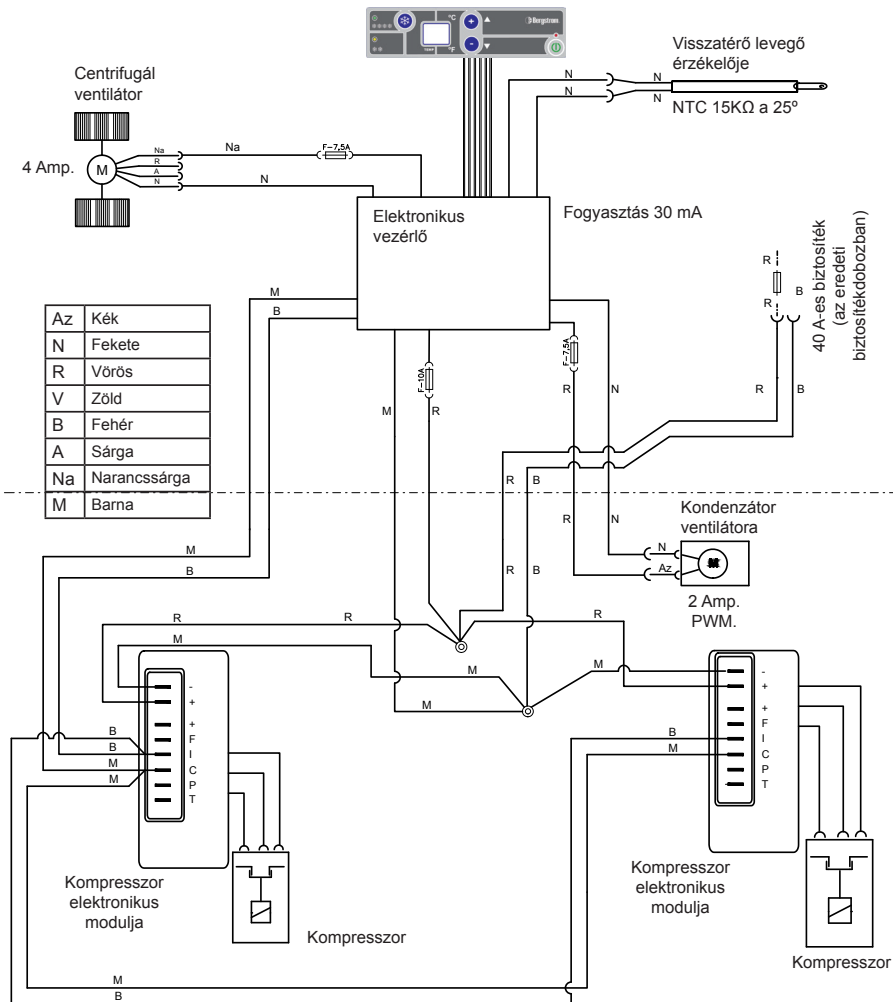 °C
Bergstrom
TEMP
°F
Visszatérő levegő
érzékelője
NTC 15KΩ a 25º
N
N
N
N
Centrifugál
ventilátor
4 Amp.
M
Na
R
A
N
Na
N
F-7,5A
Elektronikus
vezérlő
Fogyasztás 30 mA
R
R
B
40 A-es biztosíték
(az eredeti
biztosítékdobozban)
M
B
Az Kék
N Fekete
R Vörös
V Zöld
B Fehér
A Sárga
Na Narancssárga
M Barna
F-10A
F-7,5A
M
R
R
N
R
B
R
B
R
N
M
B
R
B
Kondenzátor
ventilátora
N
Az
M
2 Amp.
PWM.
R
R
M
R
M
M
M
-
+
+
F
I
C
P
T
B
B
M
M
-
+
+
F
I
C
P
T
B
M
Kompresszor
elektronikus
modulja
Kompresszor
Kompresszor
elektronikus
modulja
Kompresszor
M
B